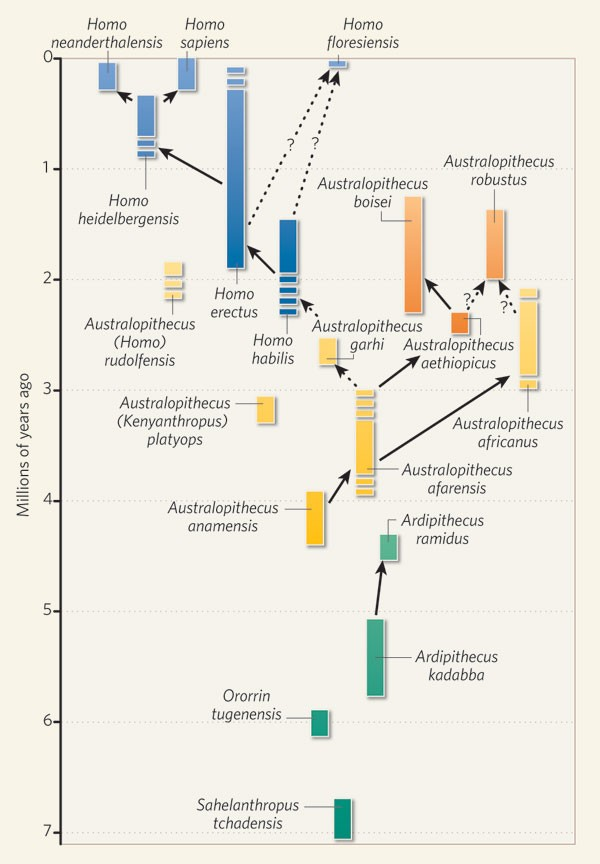 Homo
neanderthalensis
Homo
sapiens
Homo
floresiensis
0
?
?
1
Homo
heidelbergensis
Australopithecus
boisei
Australopithecus
robustus
2
Homo
erectus
Australopithecus
(Homo)
rudolfensis
Homo
habilis
Australopithecus
garhi
?
?
Australopithecus
aethiopicus
3
Millions of years ago
Australopithecus
(Kenyanthropus)
platyops
Australopithecus
africanus
Australopithecus
afarensis
4
Australopithecus
anamensis
Ardipithecus
ramidus
5
Ardipithecus
kadabba
Ororrin
tugenensis
6
Sahelanthropus
tchadensis
7